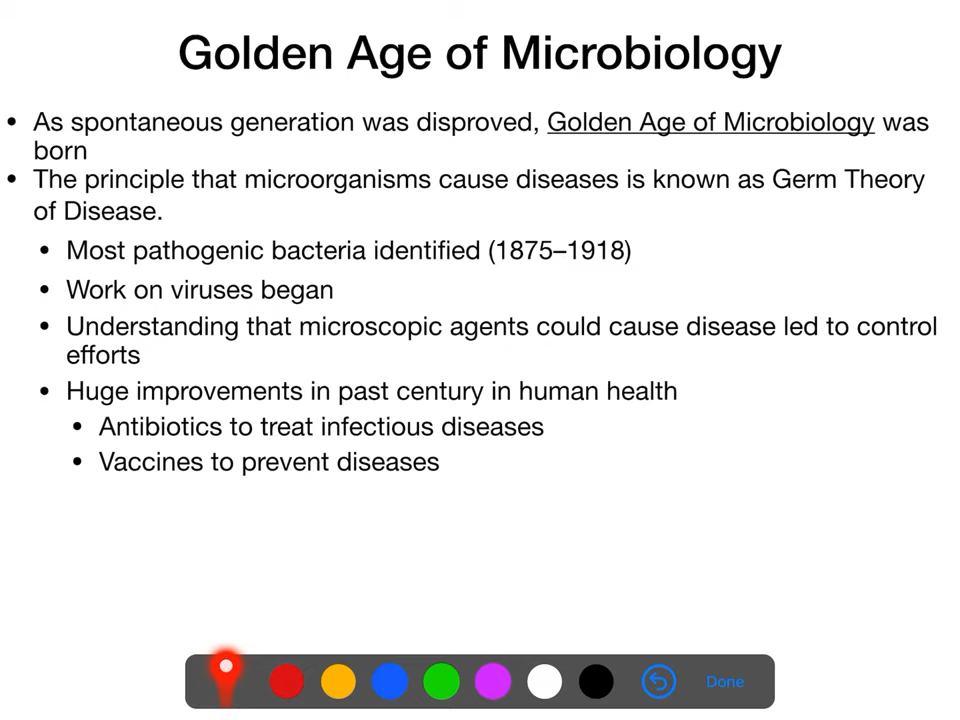 Golden Age of Microbiology
• As spontaneous generation was disproved, Golden Age of Microbiology was
born
• The principle that microorganisms cause diseases is known as Germ Theory
of Disease.
• Most pathogenic bacteria identified (1875–1918)
• Work on viruses began
• Understanding that microscopic agents could cause disease led to control
efforts
• Huge improvements in past century in human health
• Antibiotics to treat infectious diseases
• Vaccines to prevent diseases
Done